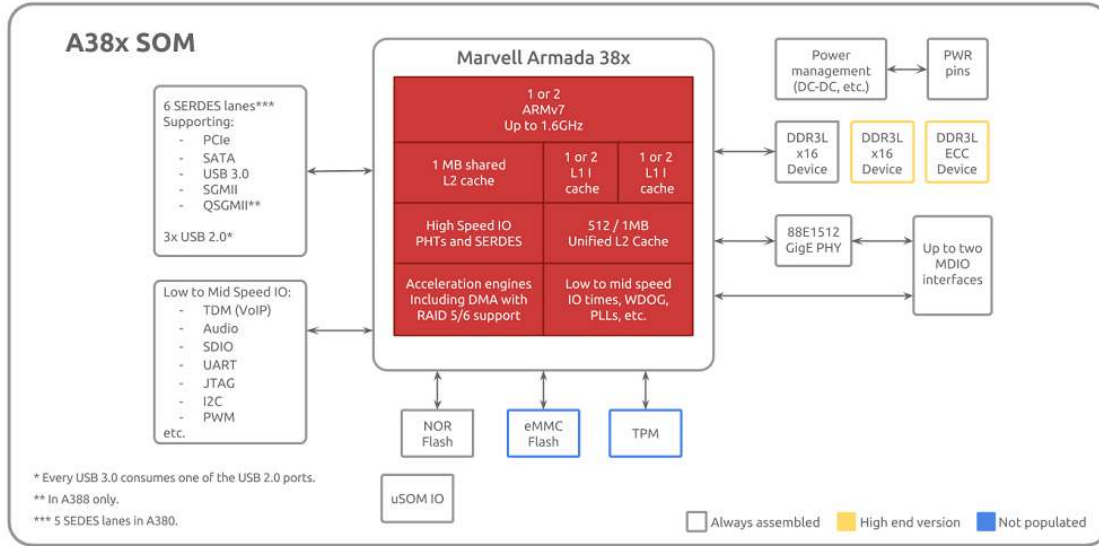 A38x SOM
Marvell Armada 38x
1 or 2
ARMv7
Up to 1.6GHz
1 MB shared
L2 cache
1 or 2
L1 I
cache
1 or 2
L1 I
cache
High Speed IO
PHTs and SERDES
512 / 1MB
Unified L2 Cache
Acceleration engines
Including DMA with
RAID 5/6 support
Low to mid speed
IO times, WDOG,
PLLs, etc.
6 SERDES lanes***
Supporting:
- PCIe
- SATA
- USB 3.0
- SGMII
- QSGMII**
3x USB 2.0*
Low to Mid Speed IO:
- TDM (VoIP)
- Audio
- SDIO
- UART
- JTAG
- I2C
- PWM
etc.
Power
management
(DC-DC, etc.)
PWR
pins
DDR3L
x16
Device
DDR3L
x16
Device
DDR3L
ECC
Device
88E1512
GigE PHY
Up to two
MDIO
interfaces
NOR
Flash
eMMC
Flash
TPM
uSOM IO
* Every USB 3.0 consumes one of the USB 2.0 ports.
** In A388 only.
*** 5 SEDES lanes in A380.
Always assembled
High end version
Not populated